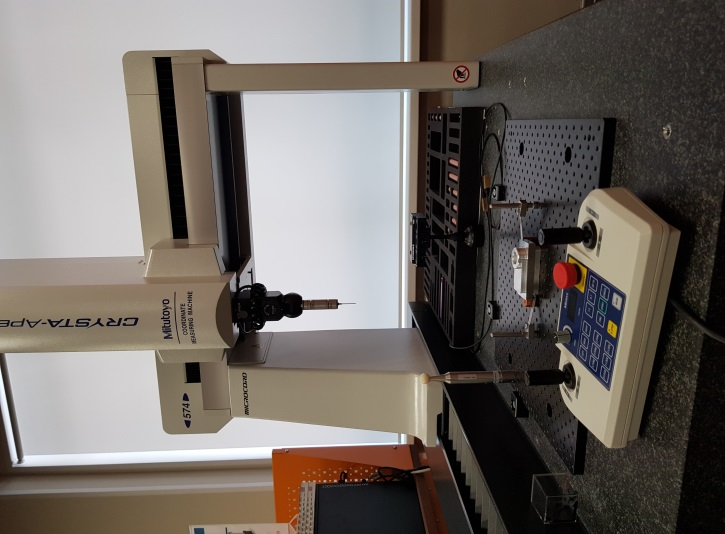 CRYSTA-APE
Mitutoyo
COORDINATE
MEASURING MACHINE
574
MICROCORD